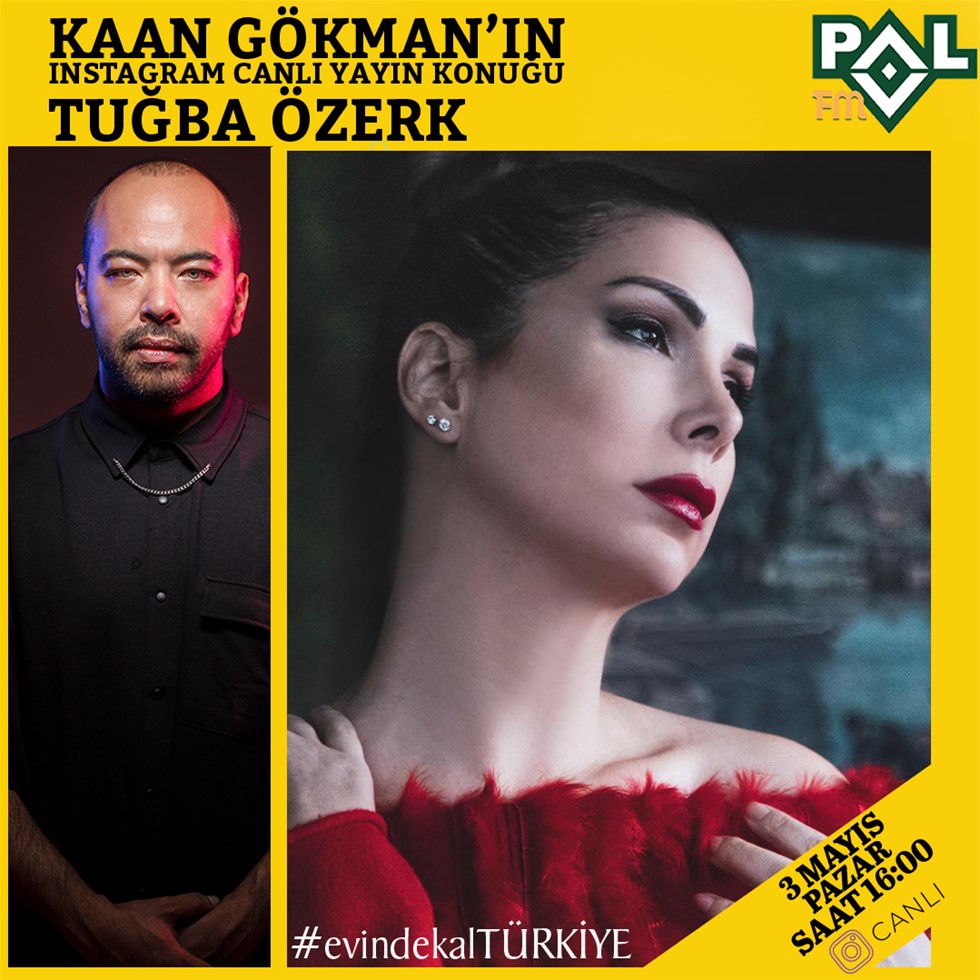 KAAN GÖKMAN'IN
INSTAGRAM CANLI YAYIN KONUĞU
TUĞBA ÖZERK
PAL
FM
3 MAYIS
PAZAR
SAAT 16:00
CANLI
#evindekalTÜRKİYE